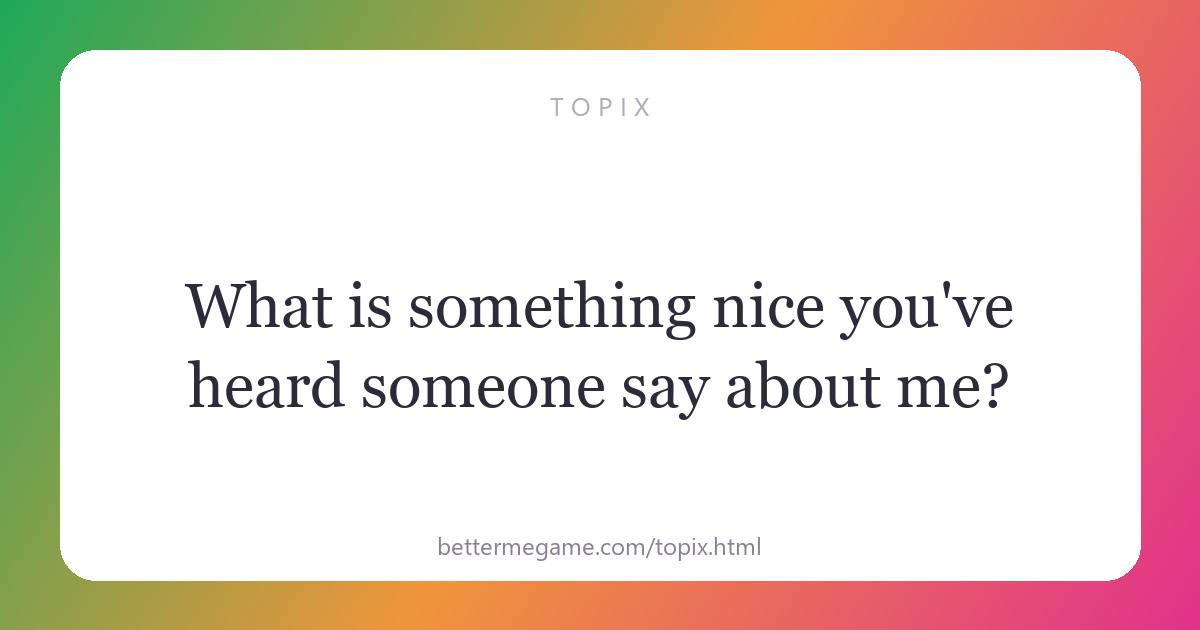 TOPIX
What is something nice you've
heard someone say about me?
bettermegame.com/topix.html